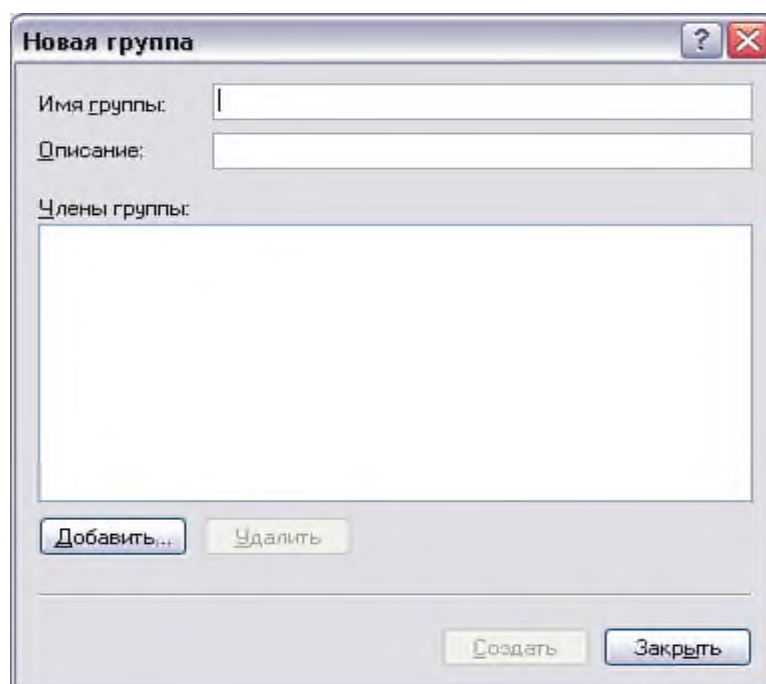 Новая группа
Имя группы:
Описание:
Члены группы:
Добавить... Удалить
Создать Закрыть